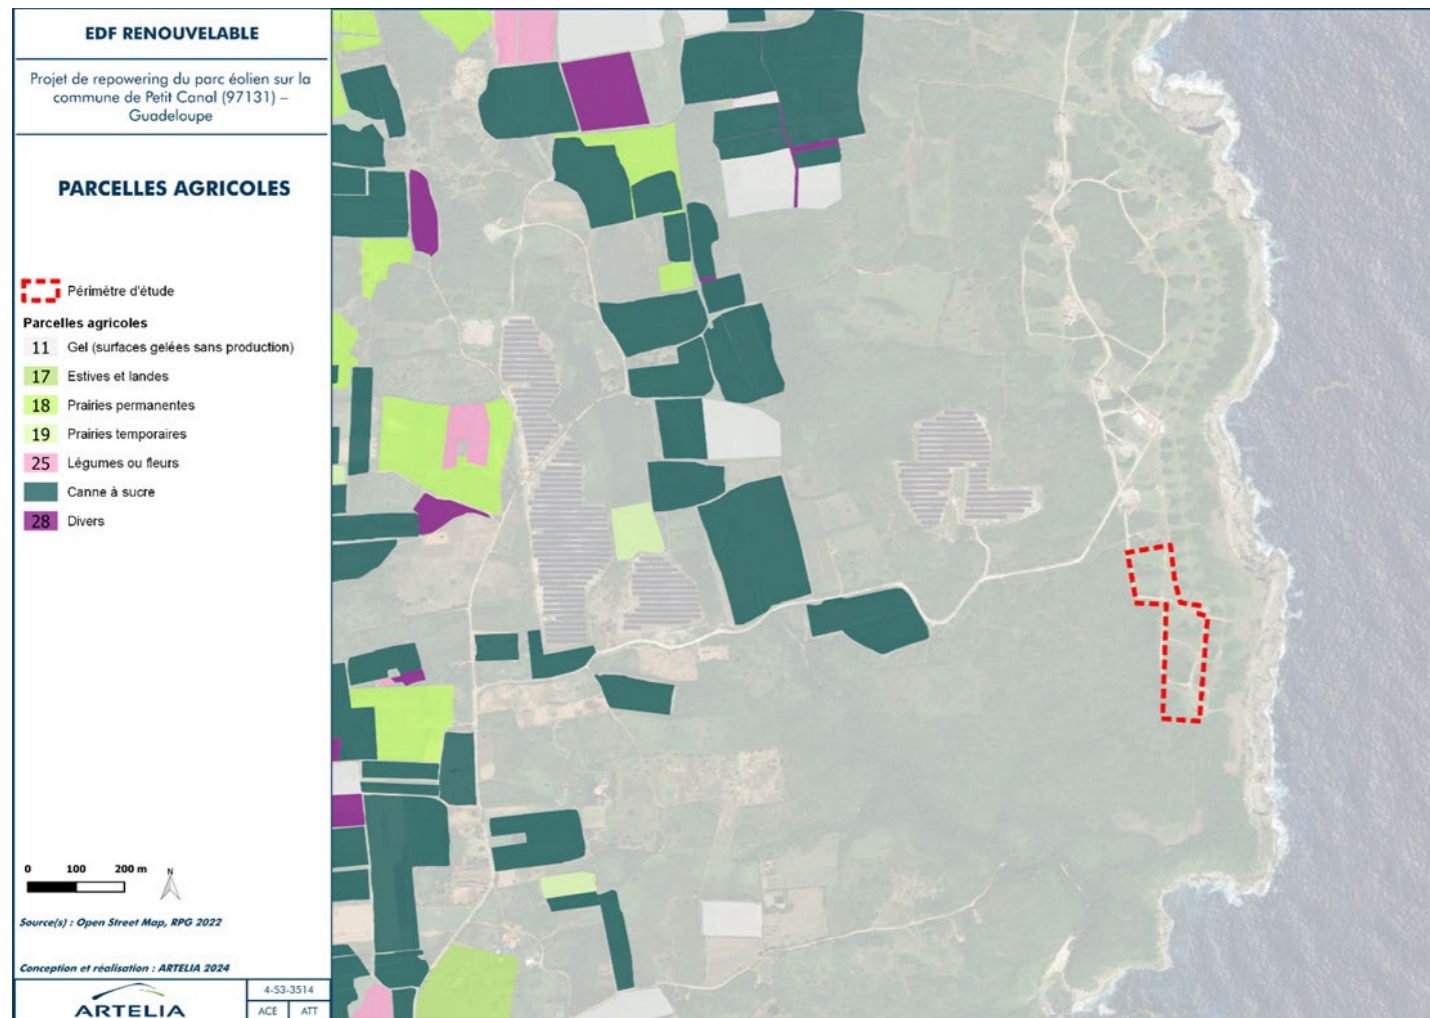 EDF RENOUVELABLE
Projet de repowering du parc éolien sur la
commune de Petit Canal (97131) –
Guadeloupe
PARCELLES AGRICOLES
Périmètre d'étude
Parcelles agricoles
11 Gel (surfaces gelées sans production)
17 Estives et landes
18 Prairies permanentes
19 Prairies temporaires
25 Légumes ou fleurs
Canne à sucre
28 Divers
0 100 200 m
N
Source(s) : Open Street Map, RPG 2022
Conception et réalisation : ARTELIA 2024
ARTELIA
4-53-3514
ACE ATT